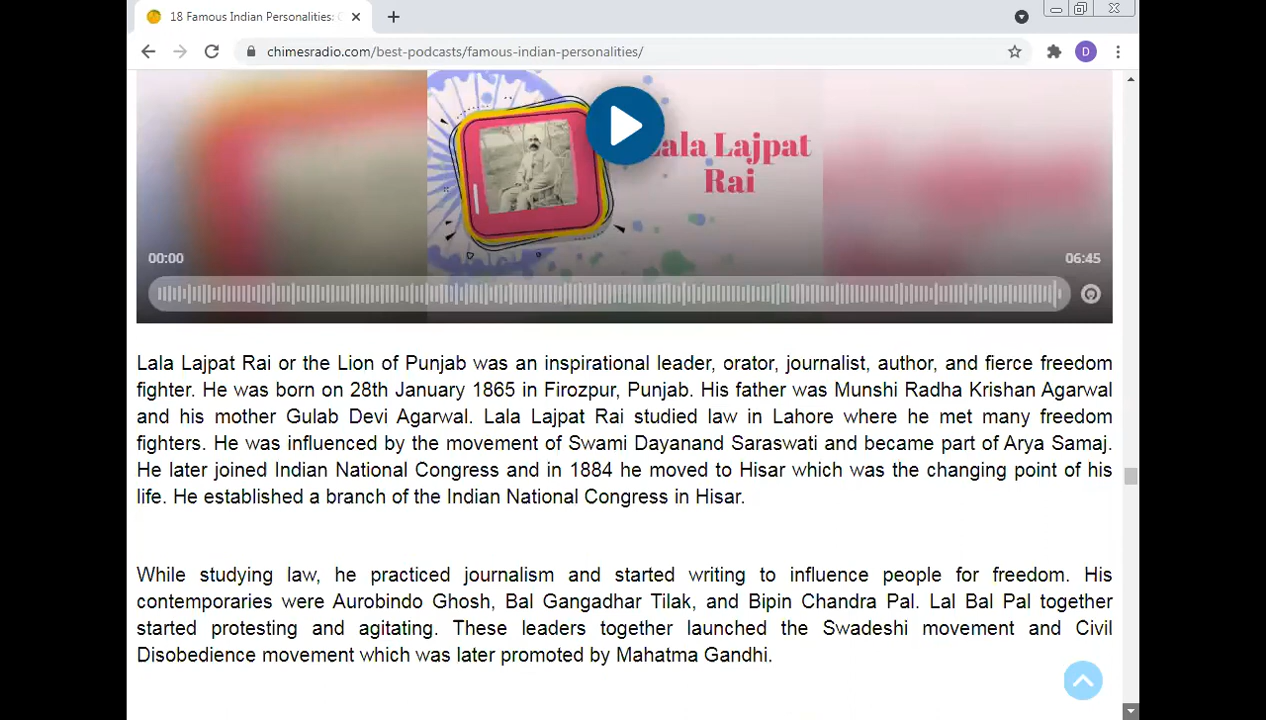 18 Famous Indian Personalities:
D
chimesradio.com/best-podcasts/famous-indian-personalities/
Lala Lajpat
Rai
00:00
06:45
Lala Lajpat Rai or the Lion of Punjab was an inspirational leader, orator, journalist, author, and fierce freedom
fighter. He was born on 28th January 1865 in Firozpur, Punjab. His father was Munshi Radha Krishan Agarwal
and his mother Gulab Devi Agarwal. Lala Lajpat Rai studied law in Lahore where he met many freedom
fighters. He was influenced by the movement of Swami Dayanand Saraswati and became part of Arya Samaj.
He later joined Indian National Congress and in 1884 he moved to Hisar which was the changing point of his
life. He established a branch of the Indian National Congress in Hisar.
While studying law, he practiced journalism and started writing to influence people for freedom. His
contemporaries were Aurobindo Ghosh, Bal Gangadhar Tilak, and Bipin Chandra Pal. Lal Bal Pal together
started protesting and agitating. These leaders together launched the Swadeshi movement and Civil
Disobedience movement which was later promoted by Mahatma Gandhi.